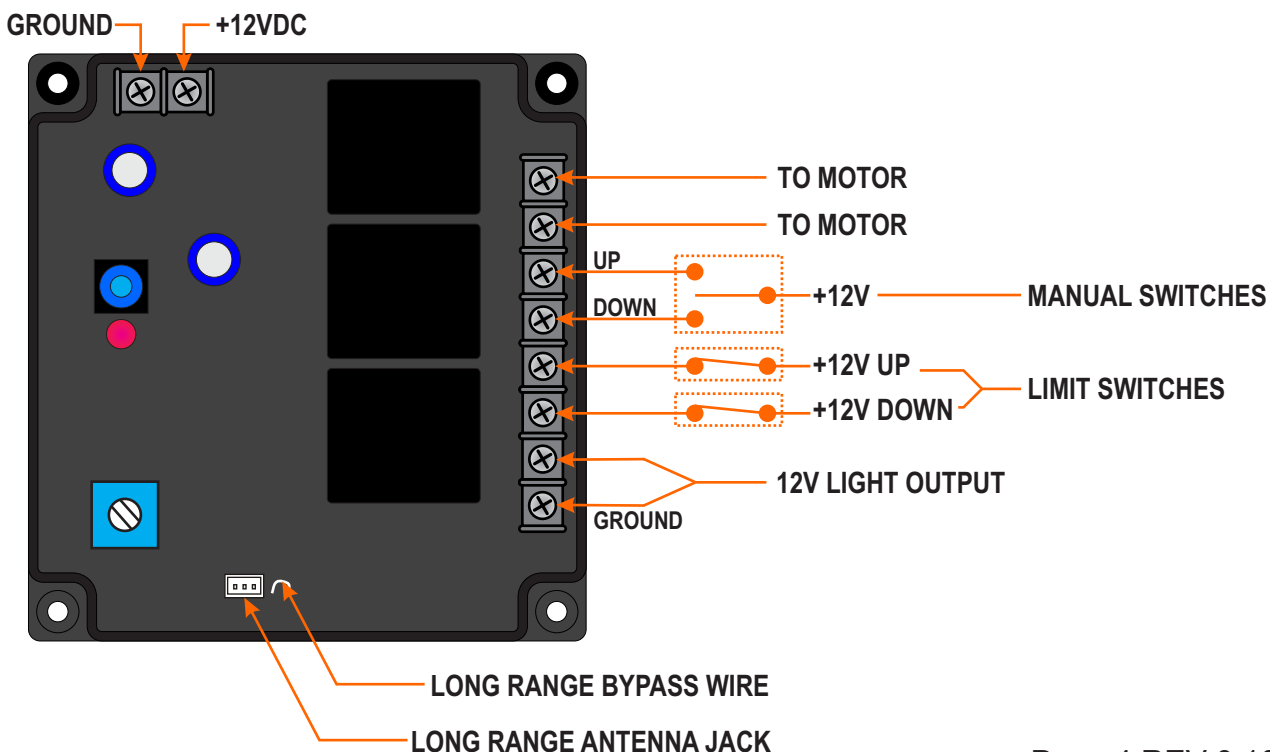 GROUND
+12VDC
TO MOTOR
TO MOTOR
UP
+12V
MANUAL SWITCHES
DOWN
+12V UP
LIMIT SWITCHES
+12V DOWN
12V LIGHT OUTPUT
GROUND
LONG RANGE BYPASS WIRE
LONG RANGE ANTENNA JACK